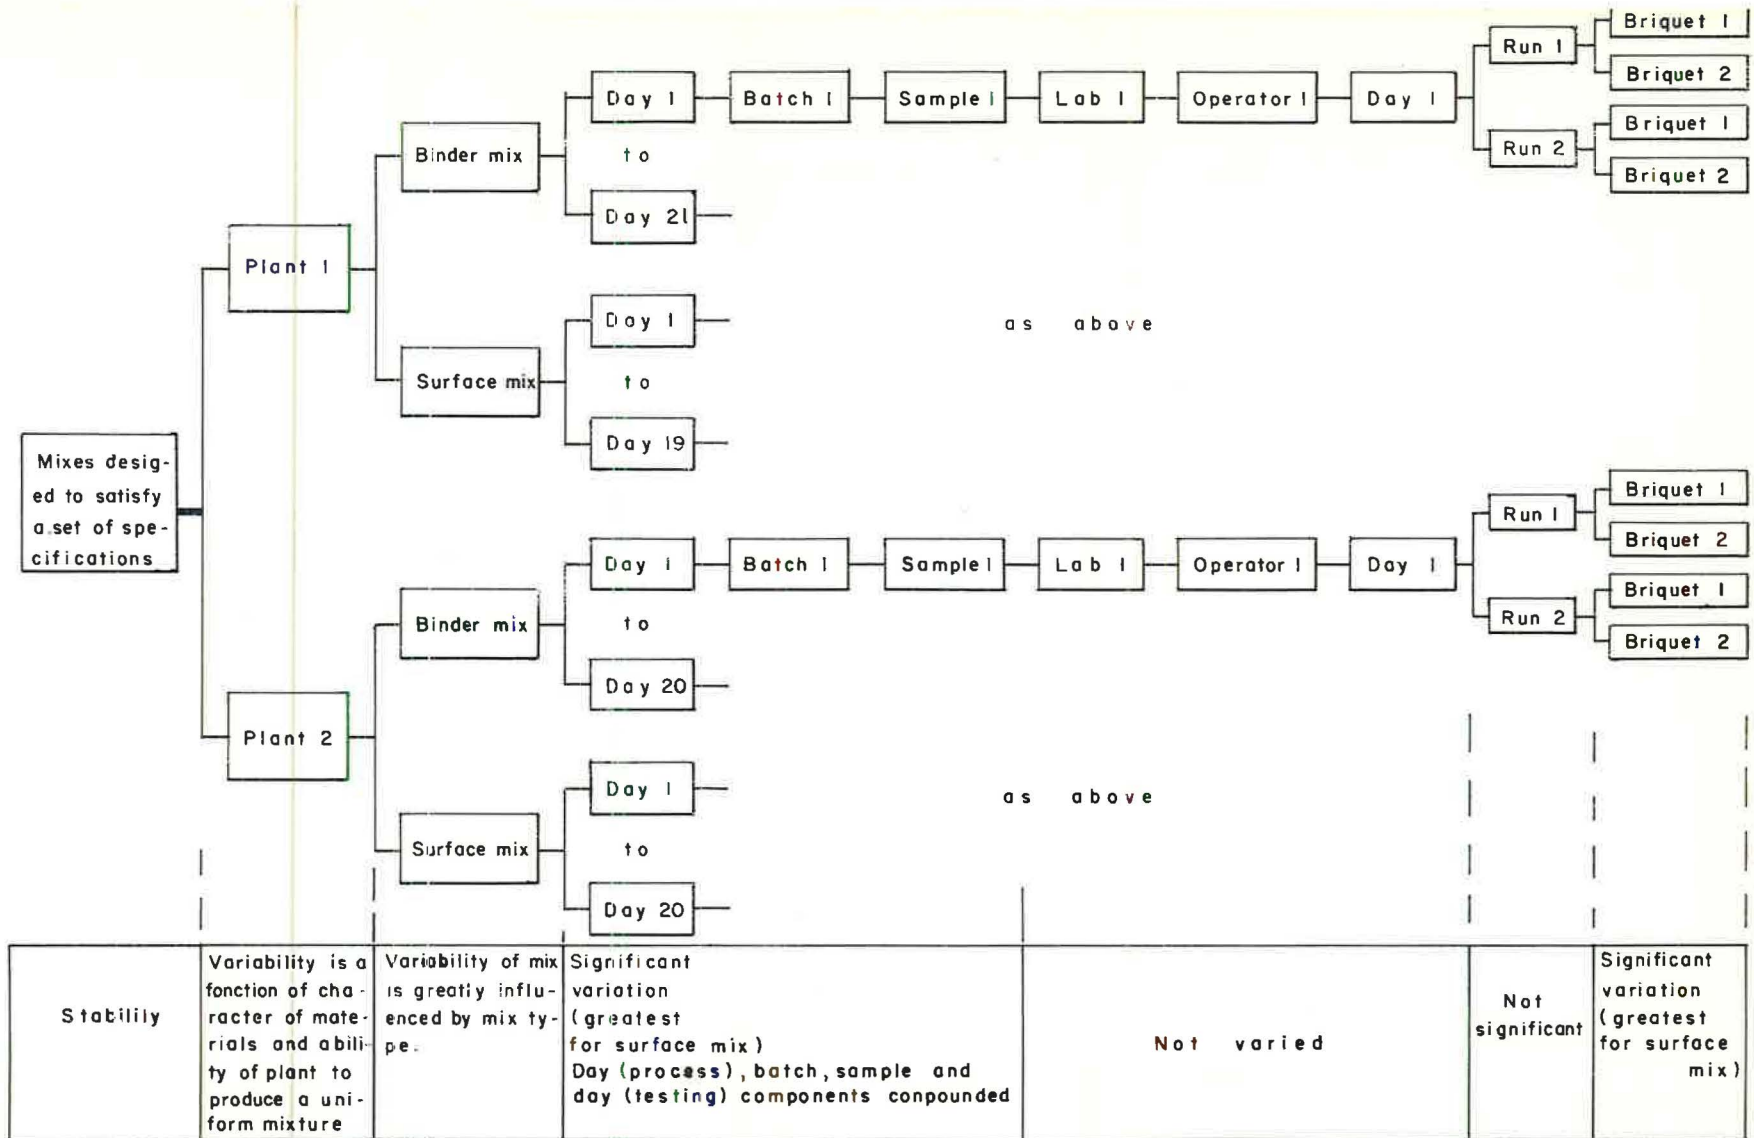 Briquet 1
Run 1
Briquet 2
Day 1
Batch 1
Sample 1
Lab 1
Operator 1
Day 1
Briquet 1
Binder mix
to
Run 2
Briquet 2
Day 21
Plant 1
Day 1
as above
Surface mix
to
Day 19
Mixes desig-
ed to satisfy
a set of spe-
cifications
Briquet 1
Run 1
Briquet 2
Day 1
Batch 1
Sample 1
Lab 1
Operator 1
Day 1
Briquet 1
Binder mix
to
Run 2
Briquet 2
Day 20
Plant 2
Day 1
as above
Surface mix
to
Day 20
Stabilily
Variability is a
fonction of cha-
racter of mate-
rials and abili-
ty of plant to
produce a uni-
form mixture
Variability of mix
is greatly influ-
enced by mix ty-
pe.
Significant
variation
(greatest
for surface mix)
Day (process), batch, sample and
day (testing) components conpounded
Not varied
Not
significant
Significant
variation
(greatest
for surface
mix)